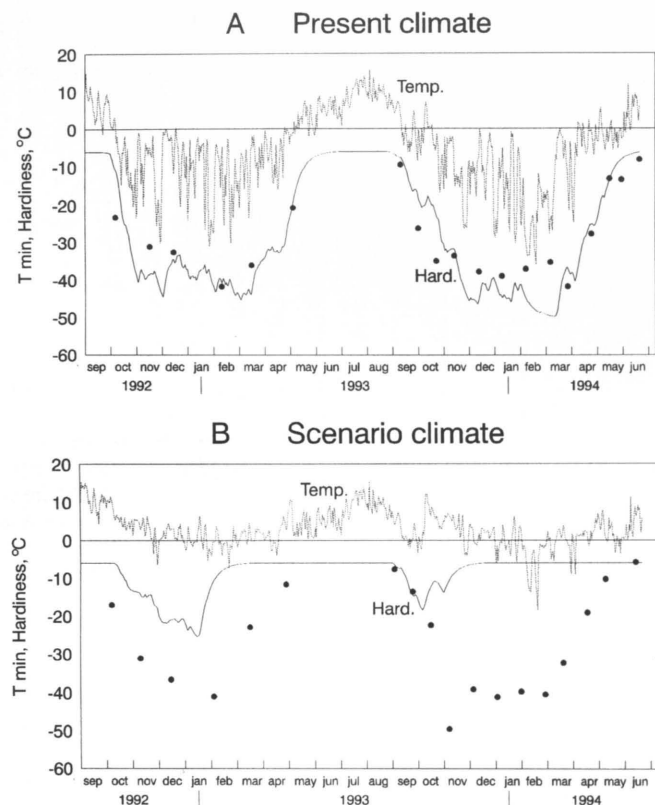 A Present climate
20
10
0
-10
-20
-30
-40
-50
-60
T min, Hardiness, °C
Temp.
Hard.
sep oct nov dec jan feb mar apr may jun jul aug sep oct nov dec jan feb mar apr may jun
1992 1993 1994
B Scenario climate
20
10
0
-10
-20
-30
-40
-50
-60
T min, Hardiness, °C
Temp.
Hard.
sep oct nov dec jan feb mar apr may jun jul aug sep oct nov dec jan feb mar apr may jun
1992 1993 1994